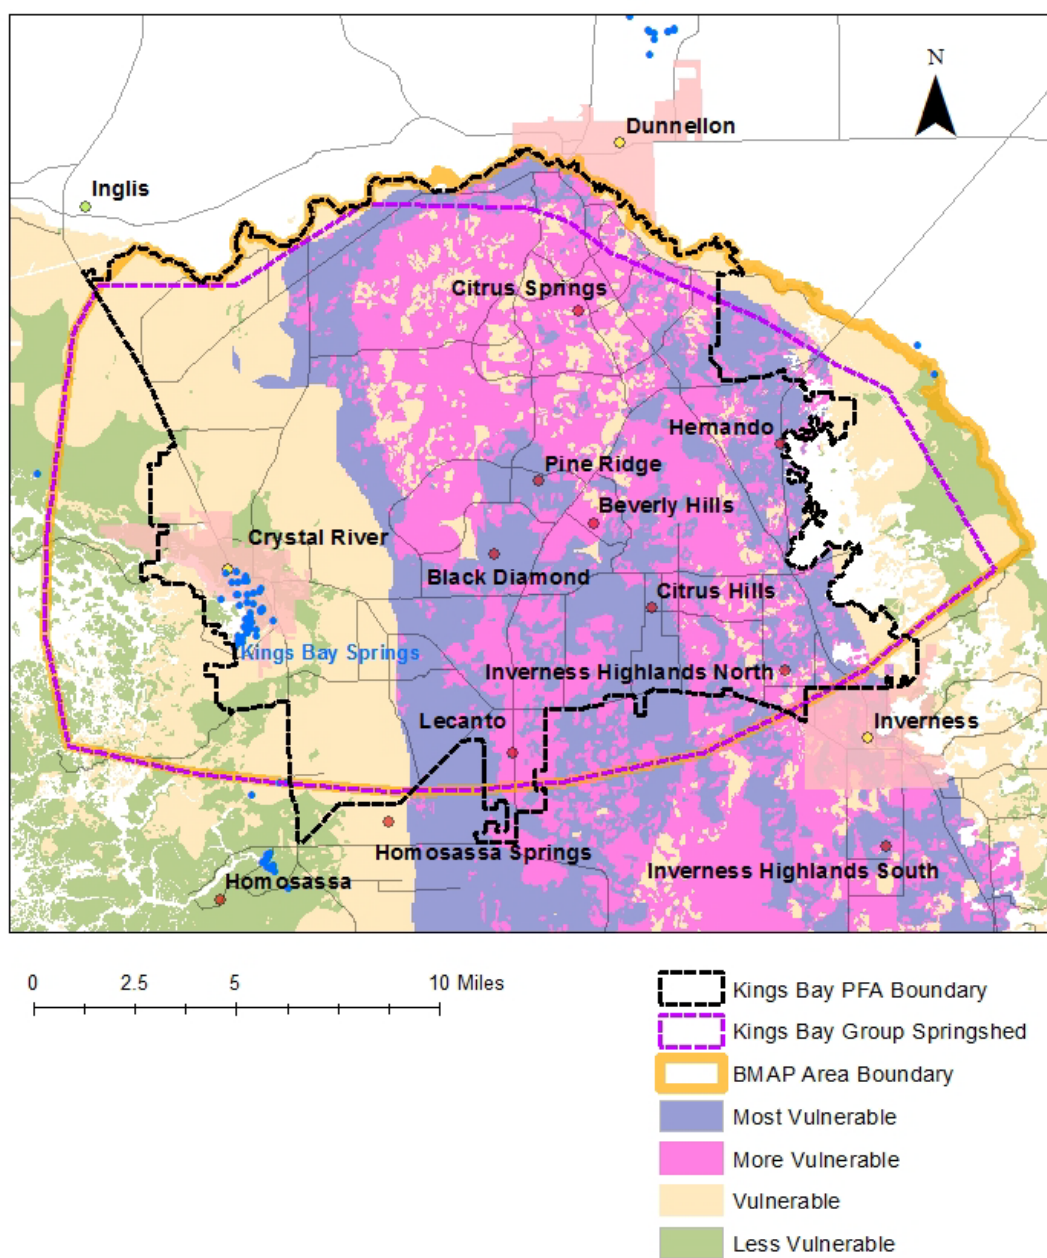 N
Dunnellon
Inglis
Citrus Springs
Hernando
Pine Ridge
Beverly Hills
Crystal River
Black Diamond
Citrus Hills
Kings Bay Springs
Inverness Highlands North
Lecanto
Inverness
Homosassa Springs
Inverness Highlands South
Homosassa
0 2.5 5 10 Miles
Kings Bay PFA Boundary
Kings Bay Group Springshed
BMAP Area Boundary
Most Vulnerable
More Vulnerable
Vulnerable
Less Vulnerable